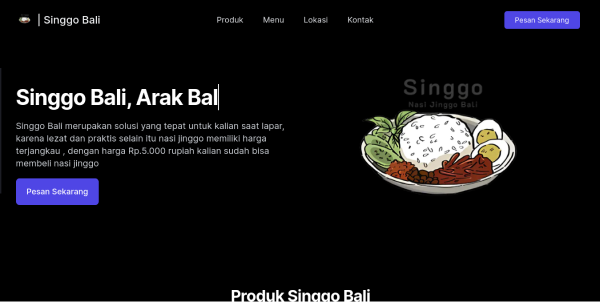 | Singgo Bali
Produk Menu Lokasi Kontak
Pesan Sekarang
Singgo Bali, Arak Bal
Singgo Bali merupakan solusi yang tepat untuk kalian saat lapar,
karena lezat dan praktis selain itu nasi jinggo memiliki harga
terjangkau , dengan harga Rp.5.000 rupiah kalian sudah bisa
membeli nasi jinggo
Pesan Sekarang
Singgo
Nasi Jinggo Bali
Produk Singgo Bali